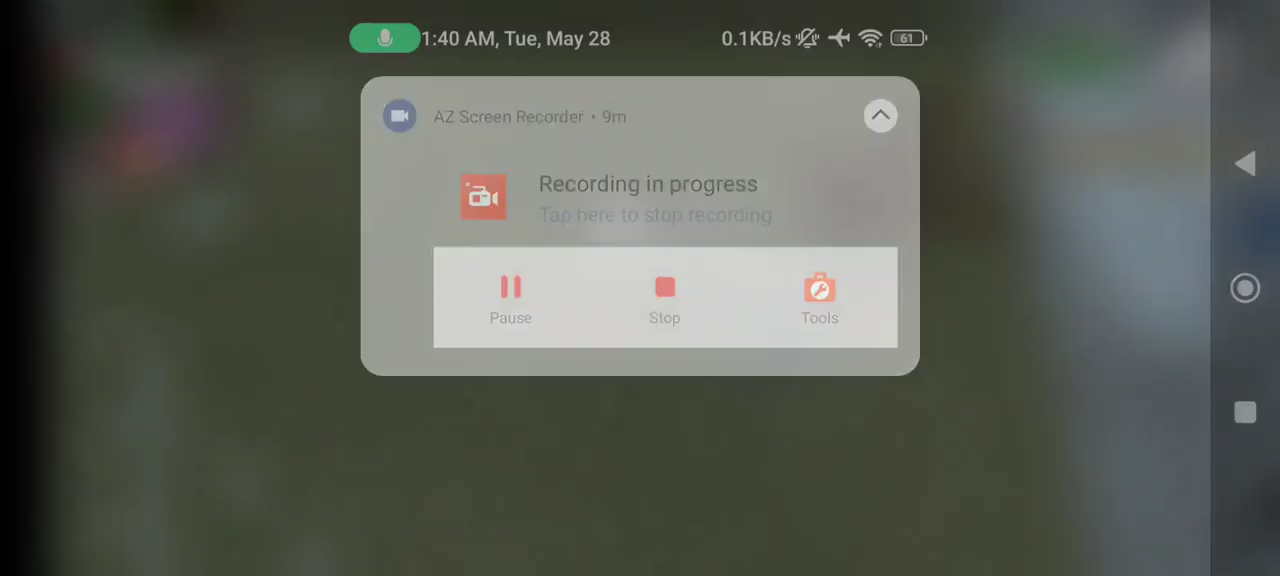 1:40 AM, Tue, May 28
0.1KB/s 61
AZ Screen Recorder • 9m
Recording in progress
Tap here to stop recording
Pause Stop Tools